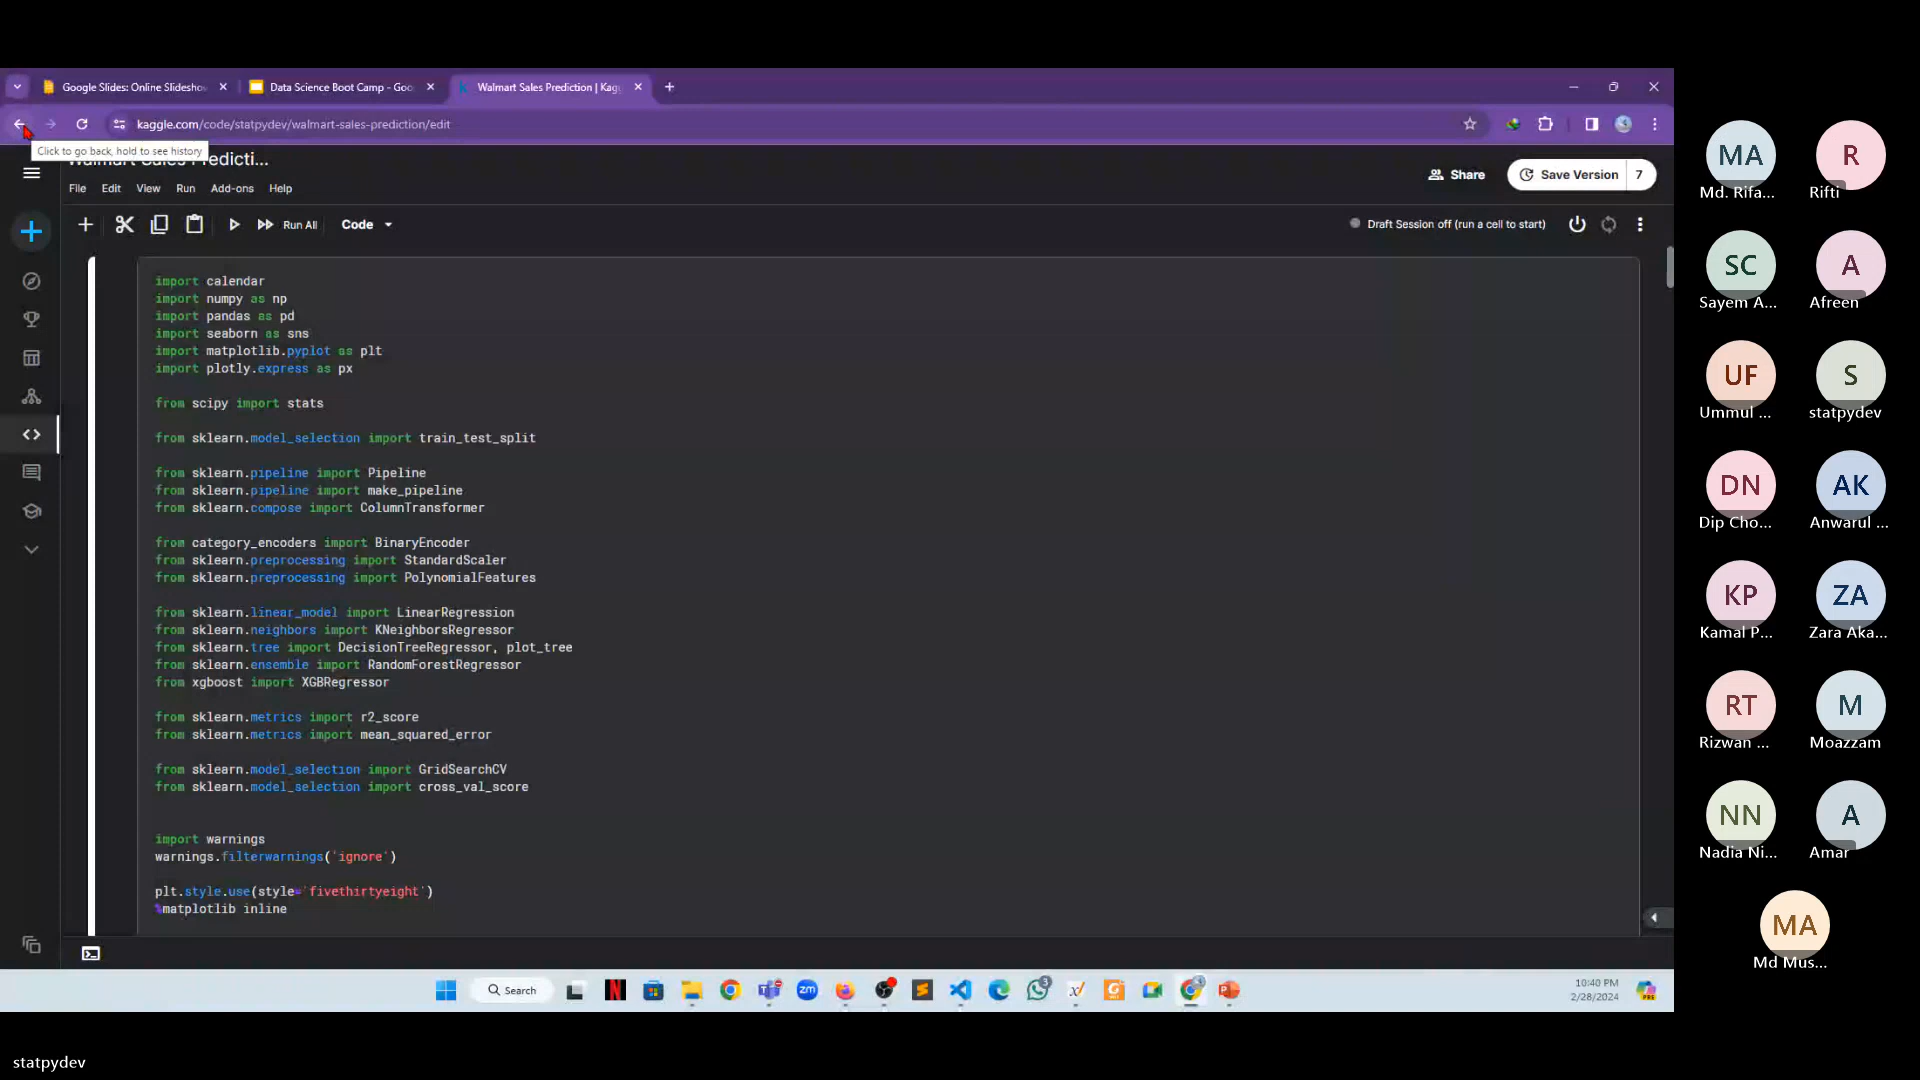 Google Slides: Online Slidesho
Data Science Boot Camp - Goo
Walmart Sales Prediction | Kag
kaggle.com/code/statpydev/walmart-sales-prediction/edit
Click to go back, hold to see history
Walmart Sales Predicti...
File Edit View Run Add-ons Help
Share
Save Version 7
Run All
Code
Draft Session off (run a cell to start)
import calendar
import numpy as np
import pandas as pd
import seaborn as sns
import matplotlib.pyplot as plt
import plotly.express as px
from scipy import stats
from sklearn.model_selection import train_test_split
from sklearn.pipeline import Pipeline
from sklearn.pipeline import make_pipeline
from sklearn.compose import ColumnTransformer
from category_encoders import BinaryEncoder
from sklearn.preprocessing import StandardScaler
from sklearn.preprocessing import PolynomialFeatures
from sklearn.linear_model import LinearRegression
from sklearn.neighbors import KNeighborsRegressor
from sklearn.tree import DecisionTreeRegressor, plot_tree
from sklearn.ensemble import RandomForestRegressor
from xgboost import XGBRegressor
from sklearn.metrics import r2_score
from sklearn.metrics import mean_squared_error
from sklearn.model_selection import GridSearchCV
from sklearn.model_selection import cross_val_score
import warnings
warnings.filterwarnings('ignore')
plt.style.use(style='fivethirtyeight')
%matplotlib inline
Search
10:40 PM
2/28/2024
MA
Md. Rifa...
R
Rifti
SC
Sayem A...
A
Afreen
UF
Ummul ...
S
statpydev
DN
Dip Cho...
AK
Anwarul ...
KP
Kamal P...
ZA
Zara Aka...
RT
Rizwan ...
M
Moazzam
NN
Nadia Ni...
A
Amar
MA
Md Mus...
statpydev